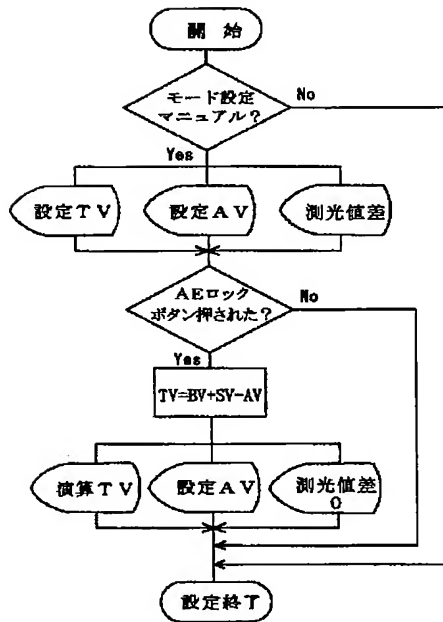 開 始
モード設定
マニュアル？
No
Yes
設定ＴＶ
設定ＡＶ
測光値差
ＡＥロック
ボタン押された？
No
Yes
TV=BV+SV-AV
演算ＴＶ
設定ＡＶ
測光値差
０
設定終了